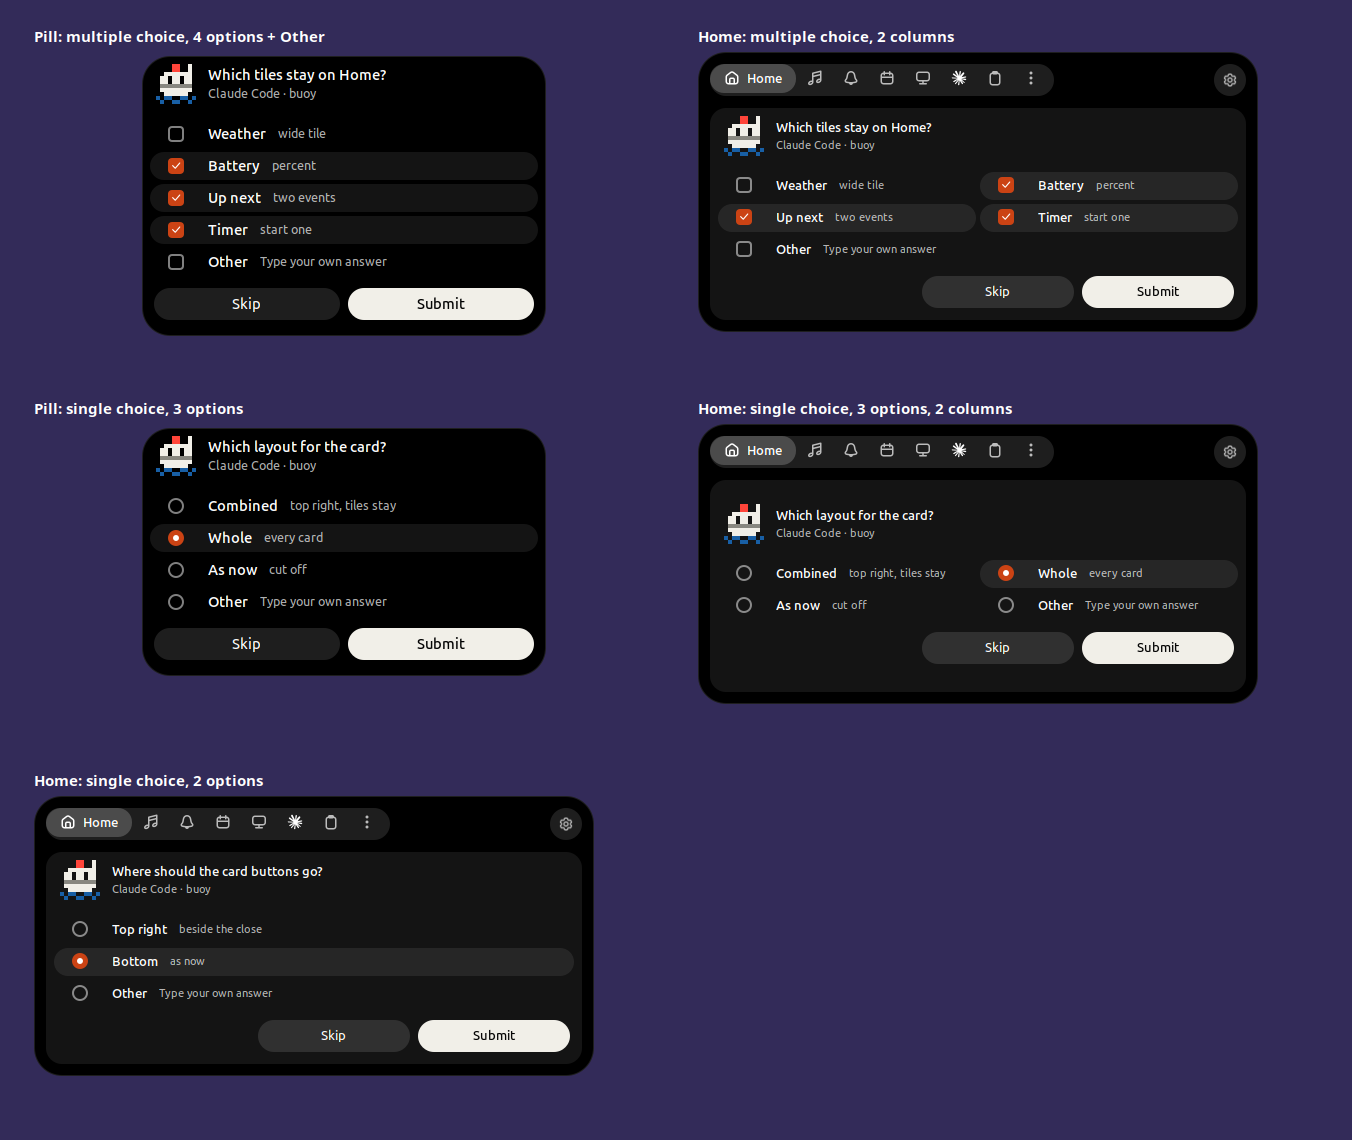 Pill: multiple choice, 4 options + Other
Which tiles stay on Home?
Claude Code · buoy
Weather wide tile
Battery percent
Up next two events
Timer start one
Other Type your own answer
Skip Submit
Home: multiple choice, 2 columns
Home
Which tiles stay on Home?
Claude Code · buoy
Weather wide tile Battery percent
Up next two events Timer start one
Other Type your own answer
Skip Submit
Pill: single choice, 3 options
Which layout for the card?
Claude Code · buoy
Combined top right, tiles stay
Whole every card
As now cut off
Other Type your own answer
Skip Submit
Home: single choice, 3 options, 2 columns
Home
Which layout for the card?
Claude Code · buoy
Combined top right, tiles stay Whole every card
As now cut off Other Type your own answer
Skip Submit
Home: single choice, 2 options
Home
Where should the card buttons go?
Claude Code · buoy
Top right beside the close
Bottom as now
Other Type your own answer
Skip Submit